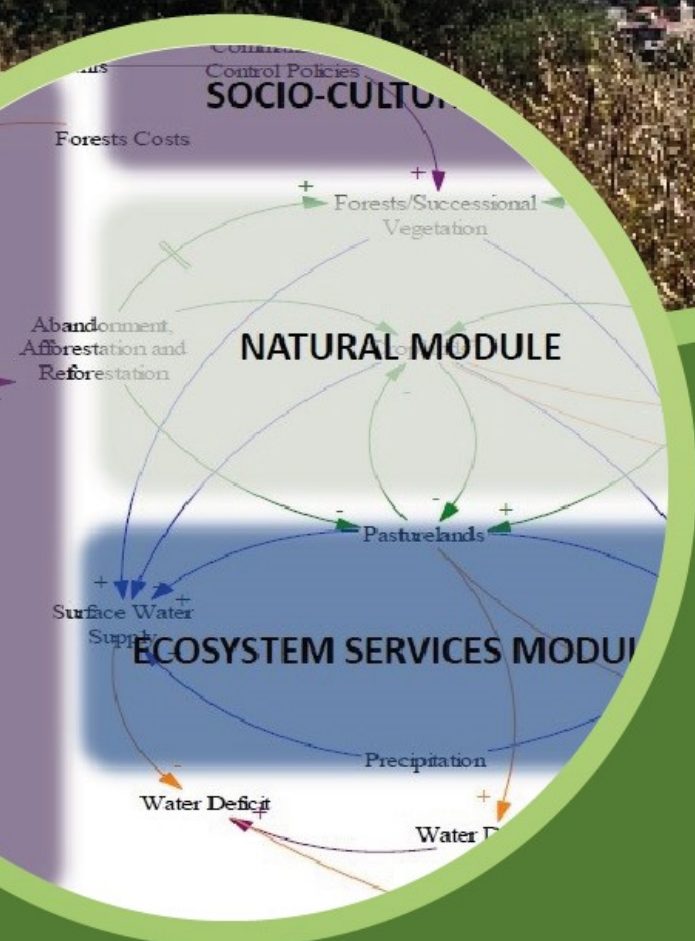 Control Policies
SOCIO-CULTU
Forests Costs
+
+
Forests/Successional
Vegetation
Abandonment,
Afforestation and
Reforestation
NATURAL MODULE
-
-
-
+
Pasturelands
+
+
Surface Water
Supply
ECOSYSTEM SERVICES MODUL
Precipitation
-
Water Deficit
+
+
Water D